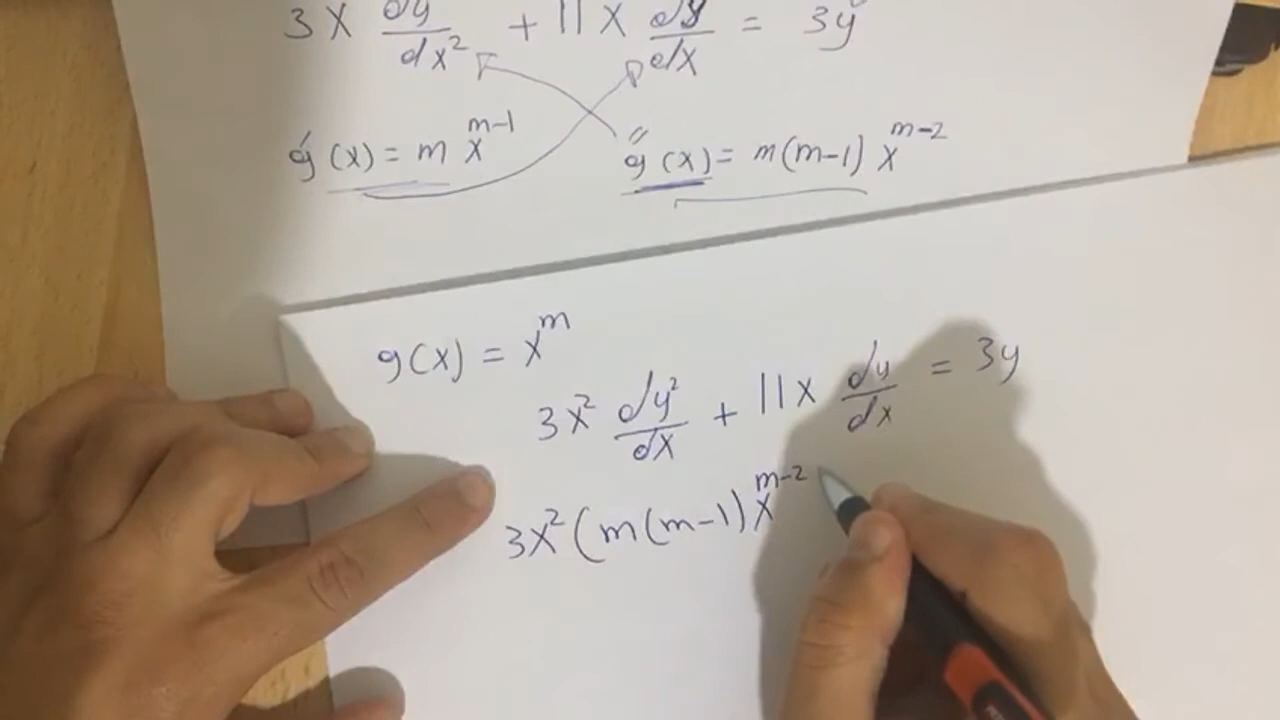 3x dy/dx² + 11x dy/dx = 3y
g'(x) = m x^(m-1) g''(x) = m(m-1) x^(m-2)
g(x) = x^m
3x² dy²/dx + 11x dy/dx = 3y
3x² (m(m-1)x^(m-2)